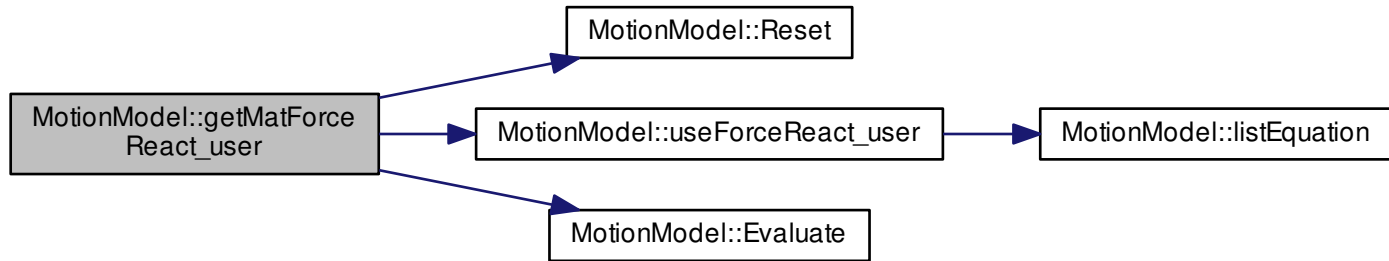 MotionModel::Reset
MotionModel::getMatForce
React_user
MotionModel::useForceReact_user
MotionModel::listEquation
MotionModel::Evaluate